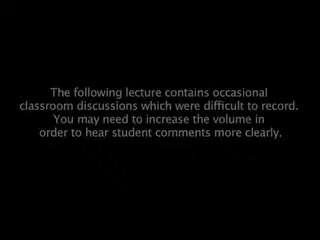 The following lecture contains occasional
classroom discussions which were difficult to record.
You may need to increase the volume in
order to hear student comments more clearly.